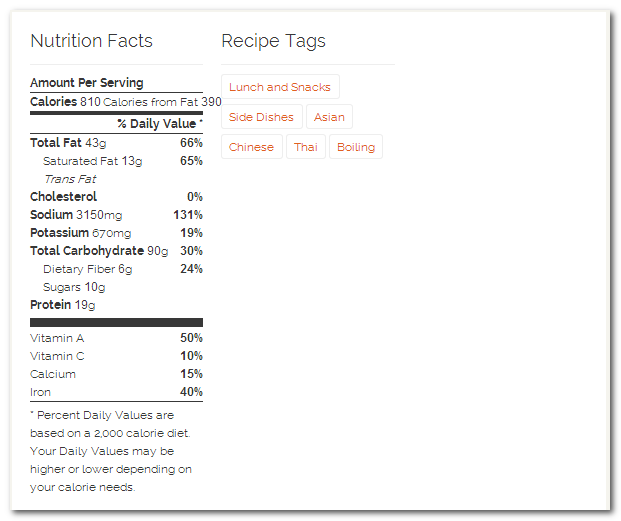 Nutrition Facts
Amount Per Serving
Calories 810 Calories from Fat 390
% Daily Value *
Total Fat 43g 66%
Saturated Fat 13g 65%
Trans Fat
Cholesterol 0%
Sodium 3150mg 131%
Potassium 670mg 19%
Total Carbohydrate 90g 30%
Dietary Fiber 6g 24%
Sugars 10g
Protein 19g
Vitamin A 50%
Vitamin C 10%
Calcium 15%
Iron 40%
* Percent Daily Values are
based on a 2,000 calorie diet.
Your Daily Values may be
higher or lower depending on
your calorie needs.
Recipe Tags
Lunch and Snacks
Side Dishes Asian
Chinese Thai Boiling